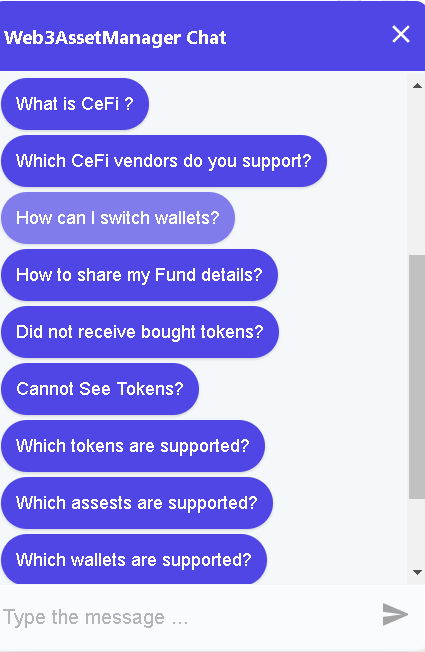 Web3AssetManager Chat
What is CeFi ?
Which CeFi vendors do you support?
How can I switch wallets?
How to share my Fund details?
Did not receive bought tokens?
Cannot See Tokens?
Which tokens are supported?
Which assests are supported?
Which wallets are supported?
Type the message ...